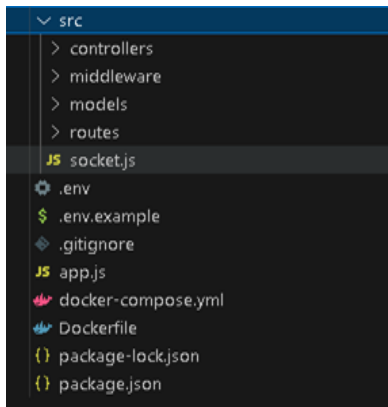 src
controllers
middleware
models
routes
JS socket.js
.env
$ .env.example
.gitignore
JS app.js
docker-compose.yml
Dockerfile
{} package-lock.json
{} package.json